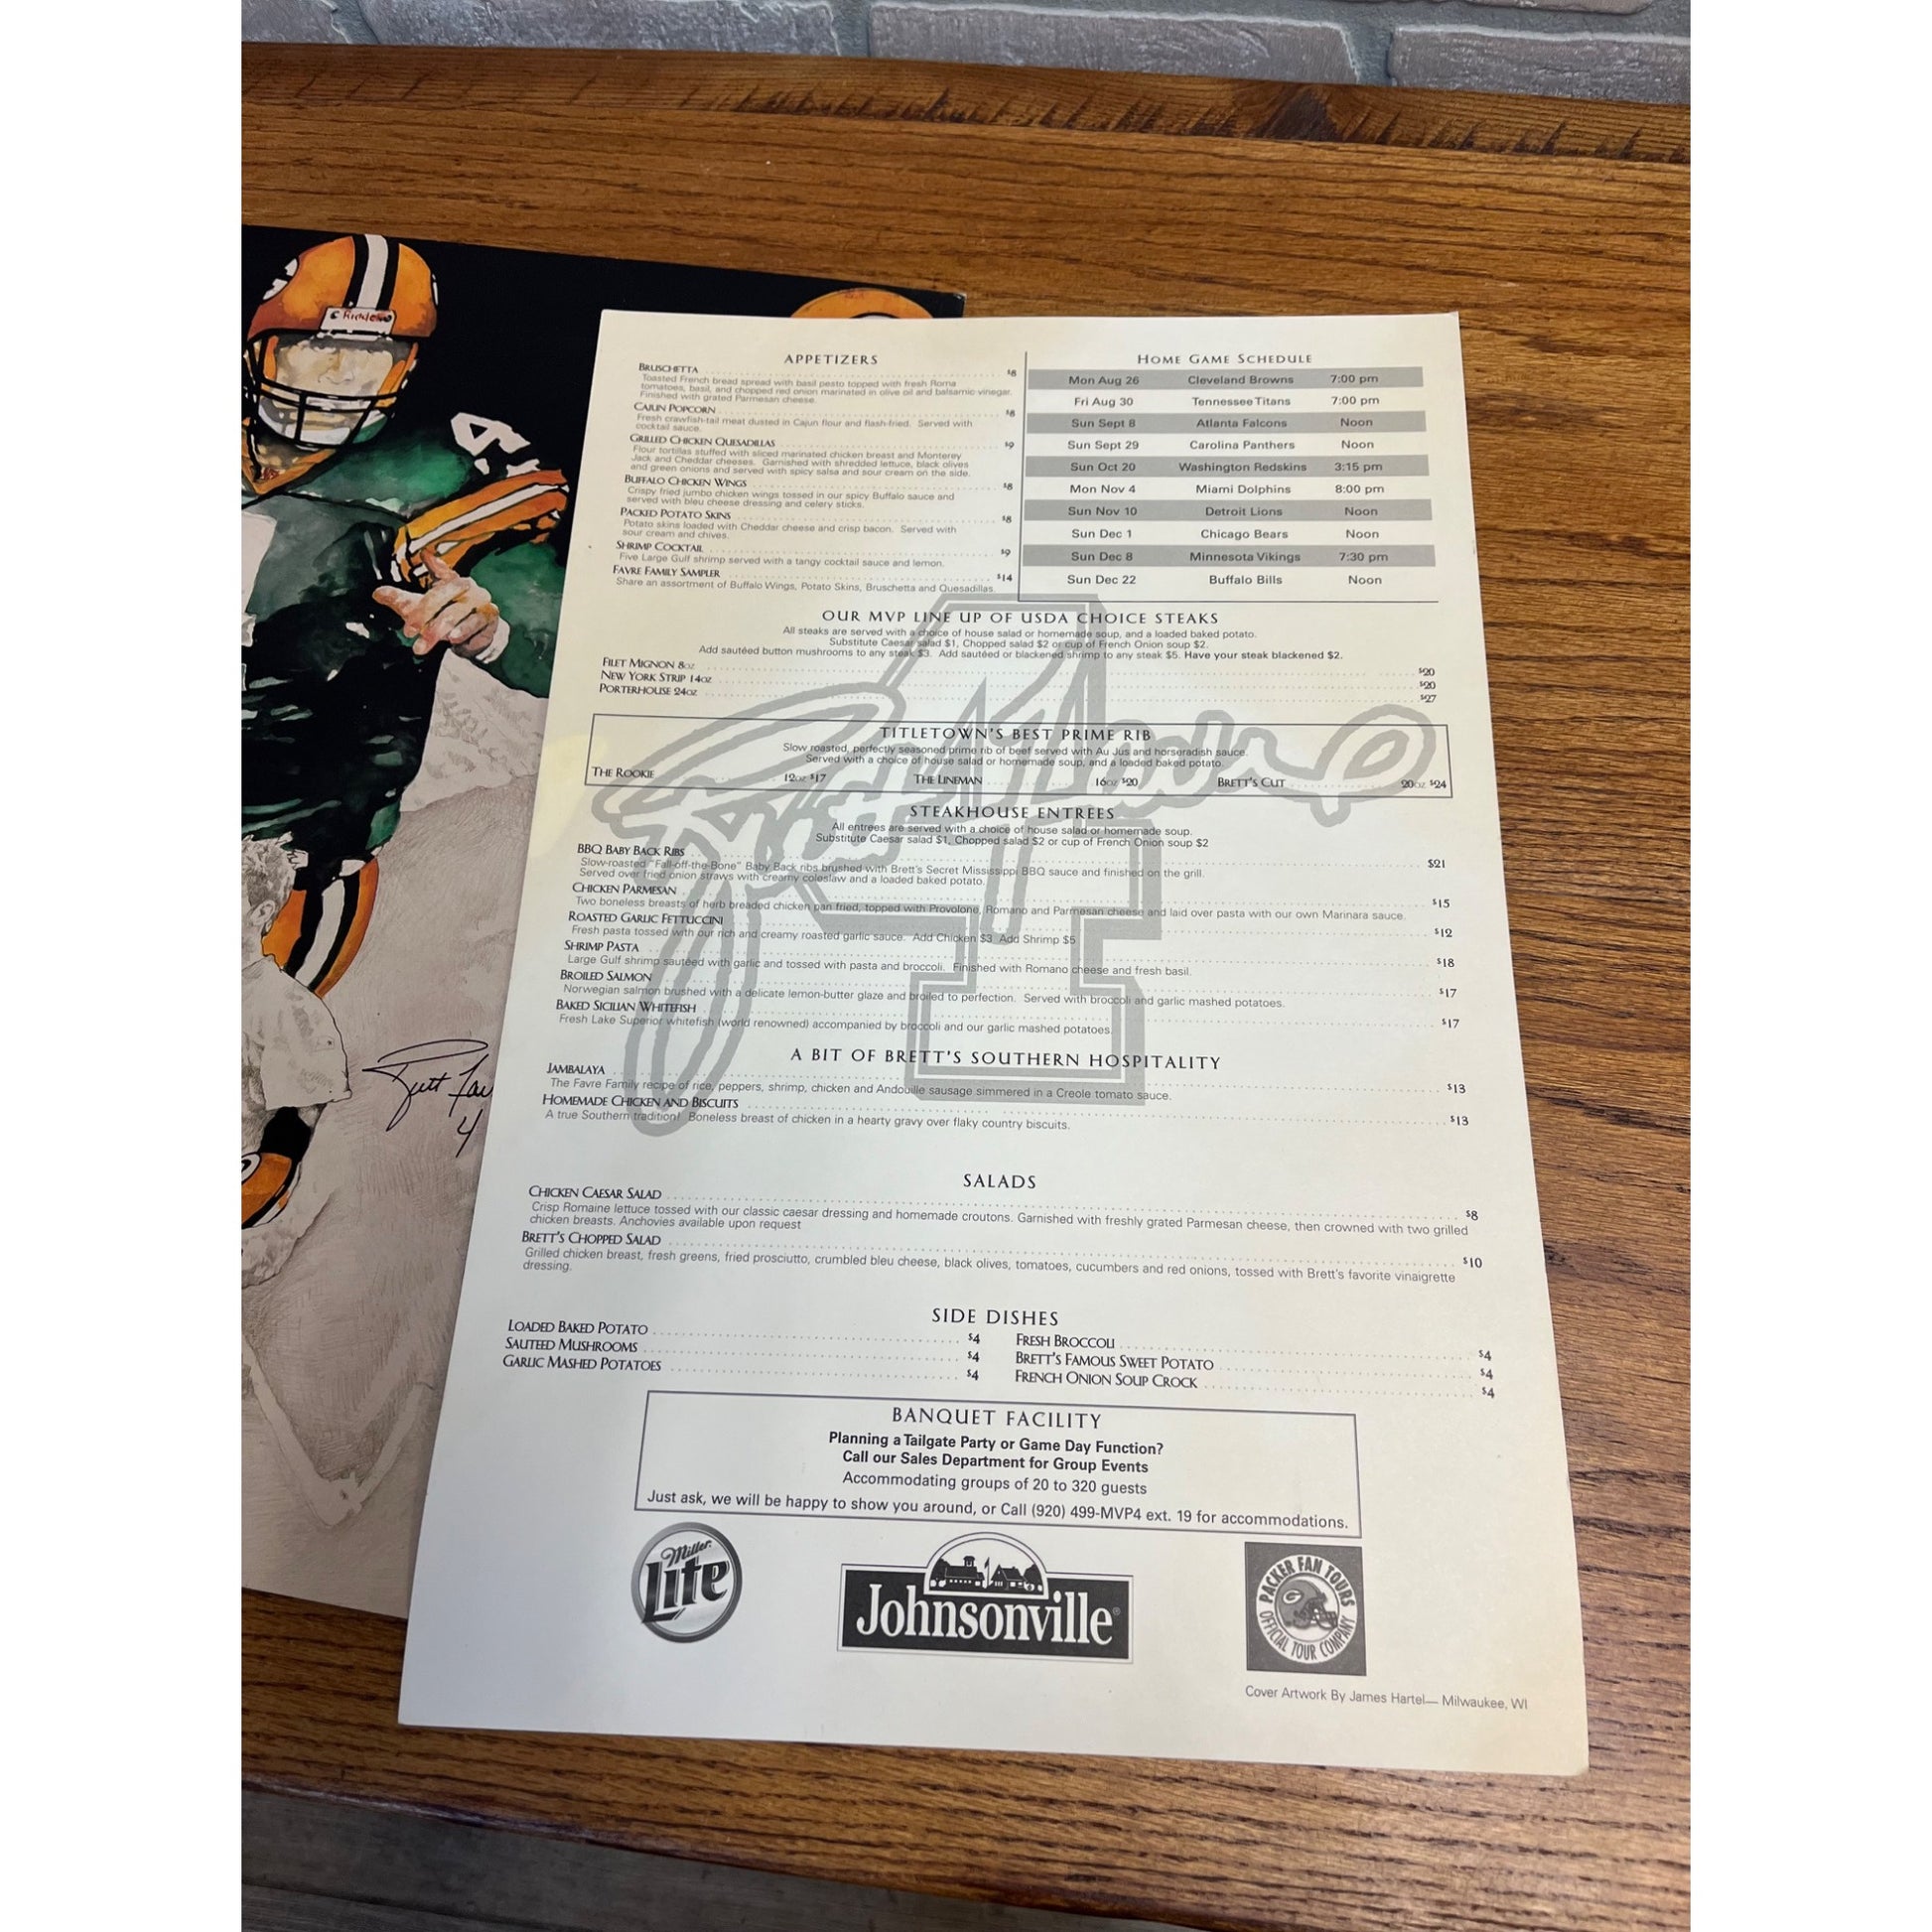 Riddell
4
Brett Fav
4
APPETIZERS
BRUSCHETTA $8
Toasted French bread spread with basil pesto topped with fresh Roma
tomatoes, basil, and chopped red onion marinated in olive oil and balsamic vinegar.
Finished with grated Parmesan cheese.
CAJUN POPCORN $8
Fresh crawfish-tail meat dusted in Cajun flour and flash-fried. Served with
cocktail sauce.
GRILLED CHICKEN QUESADILLAS $9
Flour tortillas stuffed with sliced marinated chicken breast and Monterey
Jack and Cheddar cheeses. Garnished with shredded lettuce, black olives
and green onions and served with spicy salsa and sour cream on the side.
BUFFALO CHICKEN WINGS $8
Crispy fried jumbo chicken wings tossed in our spicy Buffalo sauce and
served with bleu cheese dressing and celery sticks.
PACKED POTATO SKINS $8
Potato skins loaded with Cheddar cheese and crisp bacon. Served with
sour cream and chives.
SHRIMP COCKTAIL $9
Five Large Gulf shrimp served with a tangy cocktail sauce and lemon.
FAVRE FAMILY SAMPLER $14
Share an assortment of Buffalo Wings, Potato Skins, Bruschetta and Quesadillas.
HOME GAME SCHEDULE
Mon Aug 26 Cleveland Browns 7:00 pm
Fri Aug 30 Tennessee Titans 7:00 pm
Sun Sept 8 Atlanta Falcons Noon
Sun Sept 29 Carolina Panthers Noon
Sun Oct 20 Washington Redskins 3:15 pm
Mon Nov 4 Miami Dolphins 8:00 pm
Sun Nov 10 Detroit Lions Noon
Sun Dec 1 Chicago Bears Noon
Sun Dec 8 Minnesota Vikings 7:30 pm
Sun Dec 22 Buffalo Bills Noon
OUR MVP LINE UP OF USDA CHOICE STEAKS
All steaks are served with a choice of house salad or homemade soup, and a loaded baked potato.
Substitute Caesar salad $1, Chopped salad $2 or cup of French Onion soup $2.
Add sautéed button mushrooms to any steak $3. Add sautéed or blackened shrimp to any steak $5. Have your steak blackened $2.
FILET MIGNON 8OZ $20
NEW YORK STRIP 14OZ $20
PORTERHOUSE 24OZ $27
TITLETOWN'S BEST PRIME RIB
Slow roasted, perfectly seasoned prime rib of beef served with Au Jus and horseradish sauce.
Served with a choice of house salad or homemade soup, and a loaded baked potato.
THE ROOKIE 12OZ $17 THE LINEMAN 16OZ $20 BRETT'S CUT 20OZ $24
STEAKHOUSE ENTREES
All entrees are served with a choice of house salad or homemade soup.
Substitute Caesar salad $1, Chopped salad $2 or cup of French Onion soup $2
BBQ BABY BACK RIBS $21
Slow-roasted "Fall-off-the-Bone" Baby Back ribs brushed with Brett's Secret Mississippi BBQ sauce and finished on the grill.
Served over fried onion straws with creamy coleslaw and a loaded baked potato.
CHICKEN PARMESAN $15
Two boneless breasts of herb breaded chicken pan fried, topped with Provolone, Romano and Parmesan cheese and laid over pasta with our own Marinara sauce.
ROASTED GARLIC FETTUCCINI $12
Fresh pasta tossed with our rich and creamy roasted garlic sauce. Add Chicken $3 Add Shrimp $5
SHRIMP PASTA $18
Large Gulf shrimp sautéed with garlic and tossed with pasta and broccoli. Finished with Romano cheese and fresh basil.
BROILED SALMON $17
Norwegian salmon brushed with a delicate lemon-butter glaze and broiled to perfection. Served with broccoli and garlic mashed potatoes.
BAKED SICILIAN WHITEFISH $17
Fresh Lake Superior whitefish (world renowned) accompanied by broccoli and our garlic mashed potatoes.
A BIT OF BRETT'S SOUTHERN HOSPITALITY
JAMBALAYA $13
The Favre Family recipe of rice, peppers, shrimp, chicken and Andouille sausage simmered in a Creole tomato sauce.
HOMEMADE CHICKEN AND BISCUITS $13
A true Southern tradition! Boneless breast of chicken in a hearty gravy over flaky country biscuits.
SALADS
CHICKEN CAESAR SALAD $8
Crisp Romaine lettuce tossed with our classic caesar dressing and homemade croutons. Garnished with freshly grated Parmesan cheese, then crowned with two grilled
chicken breasts. Anchovies available upon request
BRETT'S CHOPPED SALAD $10
Grilled chicken breast, fresh greens, fried prosciutto, crumbled bleu cheese, black olives, tomatoes, cucumbers and red onions, tossed with Brett's favorite vinaigrette
dressing.
SIDE DISHES
LOADED BAKED POTATO $4
SAUTEED MUSHROOMS $4
GARLIC MASHED POTATOES $4
FRESH BROCCOLI $4
BRETT'S FAMOUS SWEET POTATO $4
FRENCH ONION SOUP CROCK $4
BANQUET FACILITY
Planning a Tailgate Party or Game Day Function?
Call our Sales Department for Group Events
Accommodating groups of 20 to 320 guests
Just ask, we will be happy to show you around, or Call (920) 499-MVP4 ext. 19 for accommodations.
Miller
Lite
Johnsonville
PACKER FAN TOURS
G
OFFICIAL TOUR COMPANY
Cover Artwork By James Hartel— Milwaukee, WI